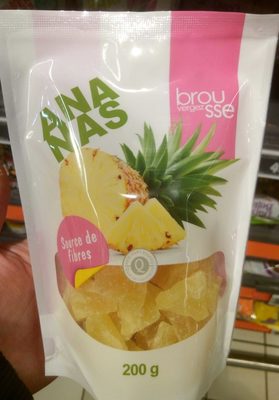 ANA
NAS
brou
vergest
sse
Source de
fibres
200 g